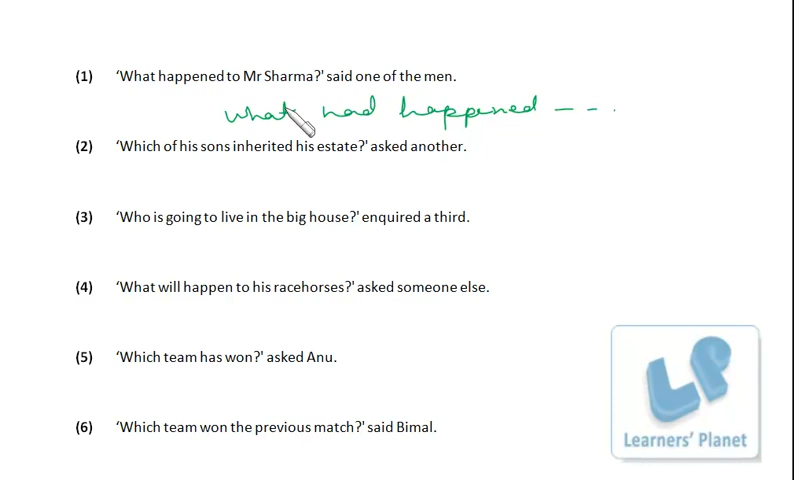 (1) ‘What happened to Mr Sharma?' said one of the men.
what had happened - - .
(2) ‘Which of his sons inherited his estate?' asked another.
(3) ‘Who is going to live in the big house?' enquired a third.
(4) ‘What will happen to his racehorses?' asked someone else.
(5) ‘Which team has won?' asked Anu.
(6) ‘Which team won the previous match?' said Bimal.
LP
Learners’ Planet